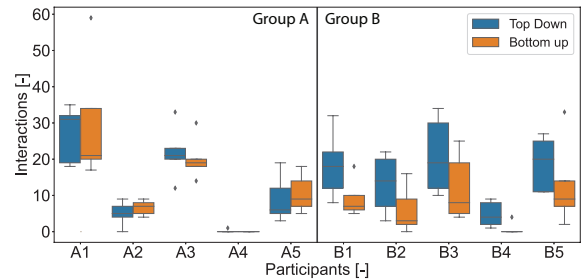 Group A
Group B
Top Down
Bottom up
60
50
40
30
20
10
0
Interactions [-]
A1
A2
A3
A4
A5
B1
B2
B3
B4
B5
Participants [-]